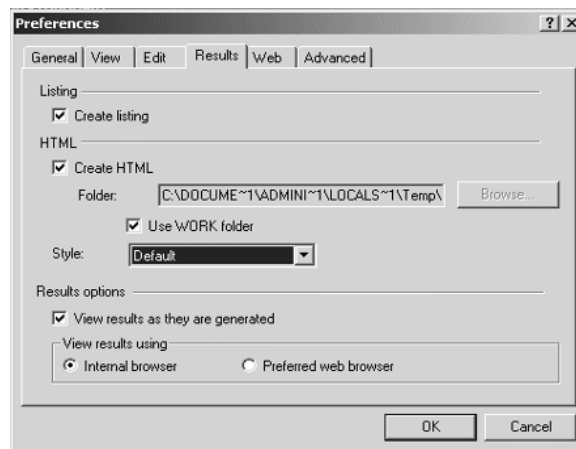 Preferences
General View Edit Results Web Advanced
Listing
Create listing
HTML
Create HTML
Folder: C:\DOCUME~1\ADMINI~1\LOCALS~1\Temp\ Browse...
Use WORK folder
Style: Default
Results options
View results as they are generated
View results using
Internal browser Preferred web browser
OK Cancel